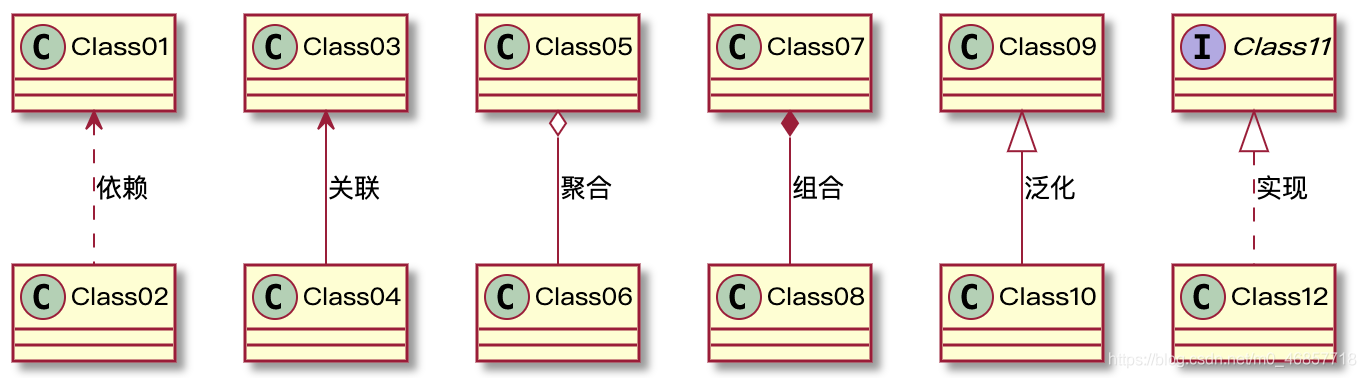 C Class01
C Class03
C Class05
C Class07
C Class09
I Class11
依赖
关联
聚合
组合
泛化
实现
C Class02
C Class04
C Class06
C Class08
C Class10
C Class12
https://blog.csdn.net/m0_46857718